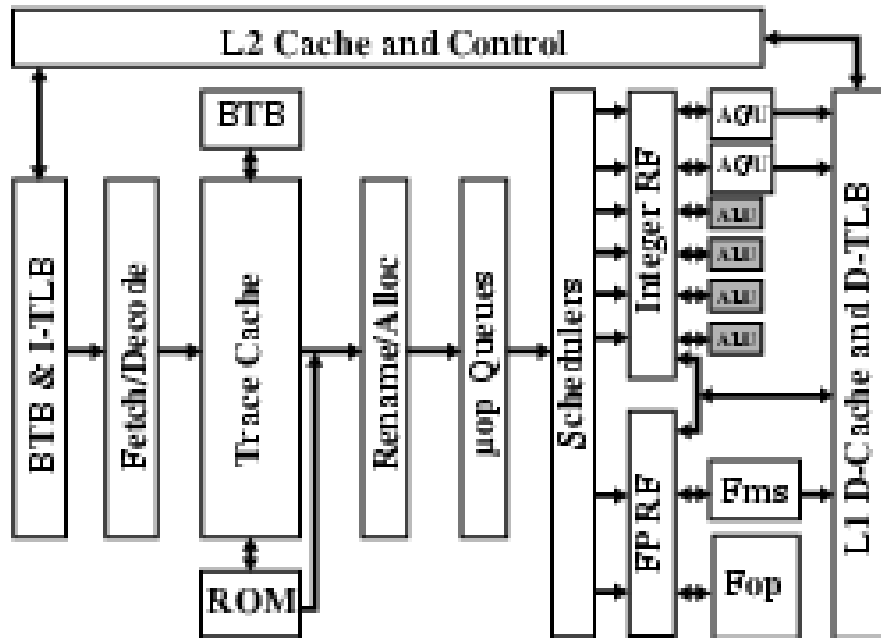 L2 Cache and Control
BTB
BTB & I-TLB
Fetch/Decode
Trace Cache
ROM
Rename/Alloc
µop Queues
Schedulers
Integer RF
FP RF
AGU
AGU
ALU
ALU
ALU
ALU
Fms
Fop
L1 D-Cache and D-TLB